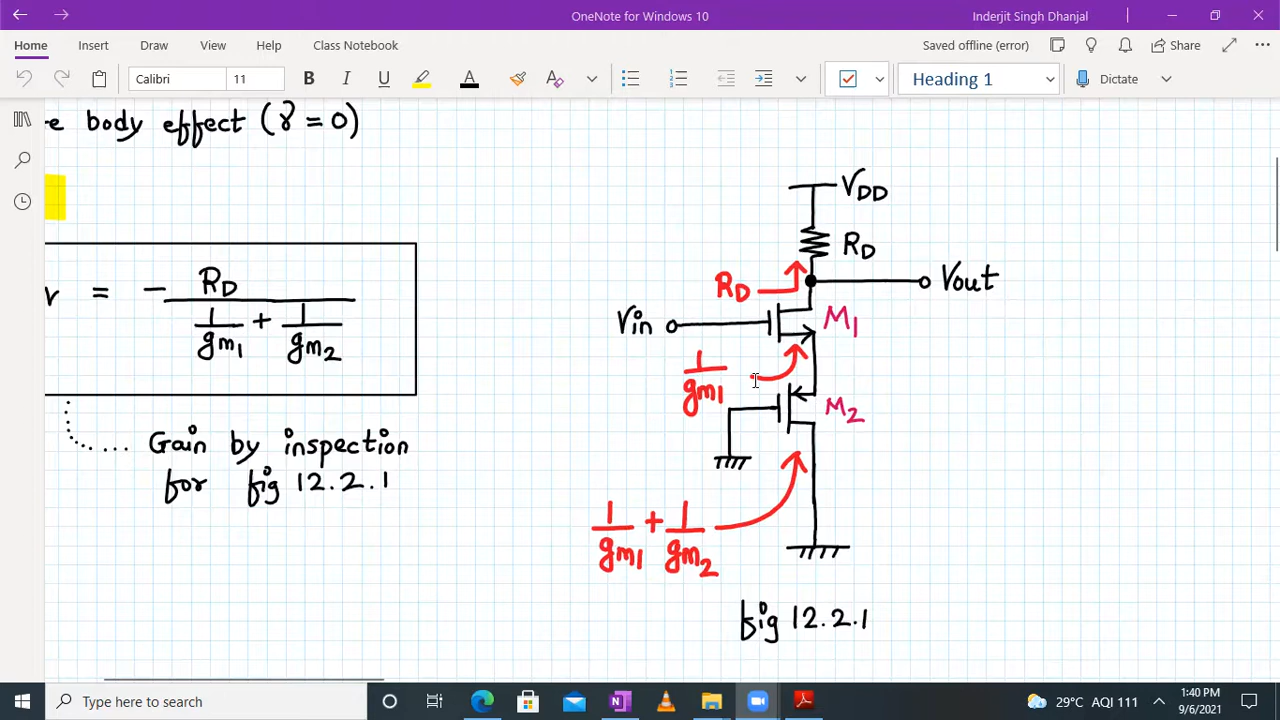 OneNote for Windows 10
Inderjit Singh Dhanjal
Home Insert Draw View Help Class Notebook
Saved offline (error)
Share
Calibri
11
B I U A
Heading 1
Dictate
re body effect (γ = 0)
v = - RD
1/gm1 + 1/gm2
Gain by inspection
for fig 12.2.1
VDD
RD
RD
Vout
Vin
M1
1/gm1
M2
1/gm1 + 1/gm2
fig 12.2.1
Type here to search
29°C AQI 111
1:40 PM
9/6/2021